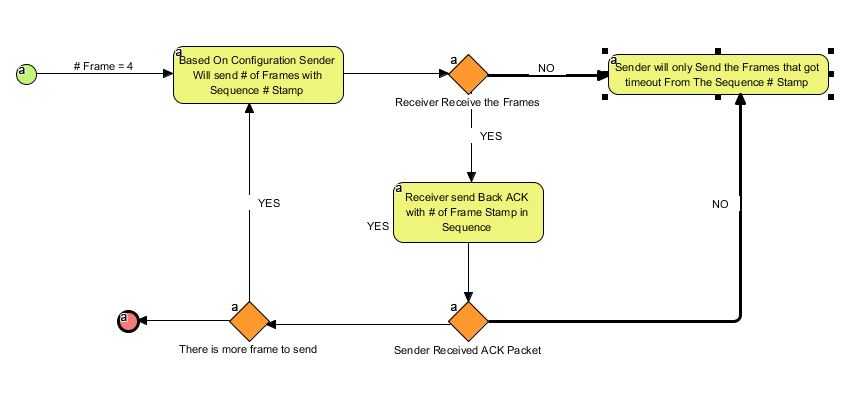 a
# Frame = 4
a
Based On Configuration Sender
Will send # of Frames with
Sequence # Stamp
a
Receiver Receive the Frames
NO
a
Sender will only Send the Frames that got
timeout From The Sequence # Stamp
YES
a
Receiver send Back ACK
with # of Frame Stamp in
Sequence
YES
YES
NO
a
Sender Received ACK Packet
a
There is more frame to send
a